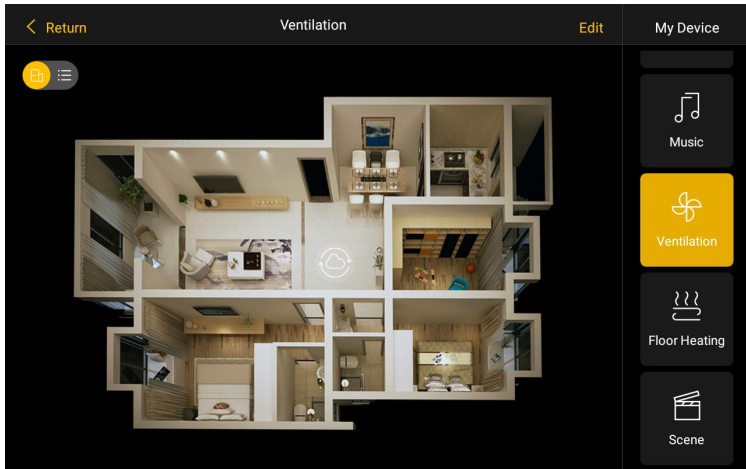 Return
Ventilation
Edit
My Device
Music
Ventilation
Floor Heating
Scene